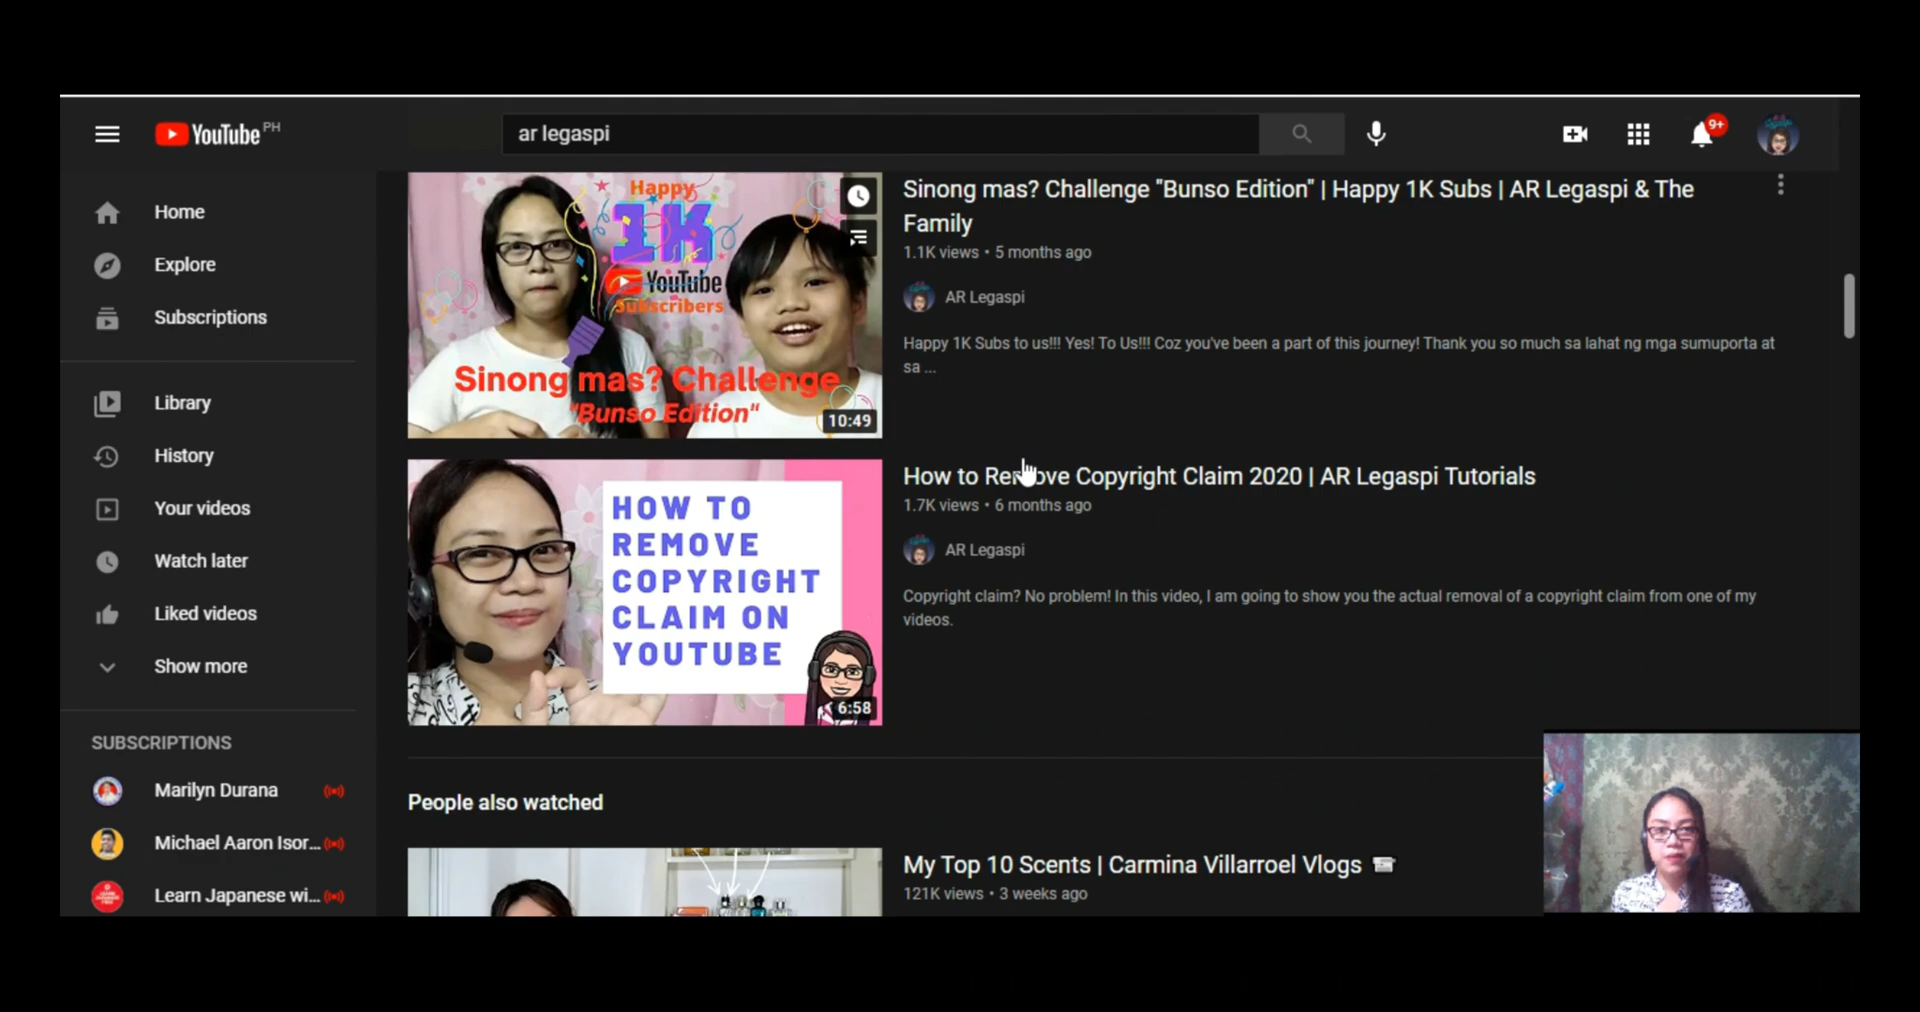 YouTube PH
ar legaspi
9+
Home
Explore
Subscriptions
Library
History
Your videos
Watch later
Liked videos
Show more
SUBSCRIPTIONS
Marilyn Durana
Michael Aaron Isor...
Learn Japanese wi...
Happy
1K
YouTube
Subscribers
Sinong mas? Challenge
"Bunso Edition"
10:49
Sinong mas? Challenge "Bunso Edition" | Happy 1K Subs | AR Legaspi & The
Family
1.1K views • 5 months ago
AR Legaspi
Happy 1K Subs to us!!! Yes! To Us!!! Coz you've been a part of this journey! Thank you so much sa lahat ng mga sumuporta at
sa ...
HOW TO
REMOVE
COPYRIGHT
CLAIM ON
YOUTUBE
6:58
How to Remove Copyright Claim 2020 | AR Legaspi Tutorials
1.7K views • 6 months ago
AR Legaspi
Copyright claim? No problem! In this video, I am going to show you the actual removal of a copyright claim from one of my
videos.
People also watched
My Top 10 Scents | Carmina Villarroel Vlogs
121K views • 3 weeks ago